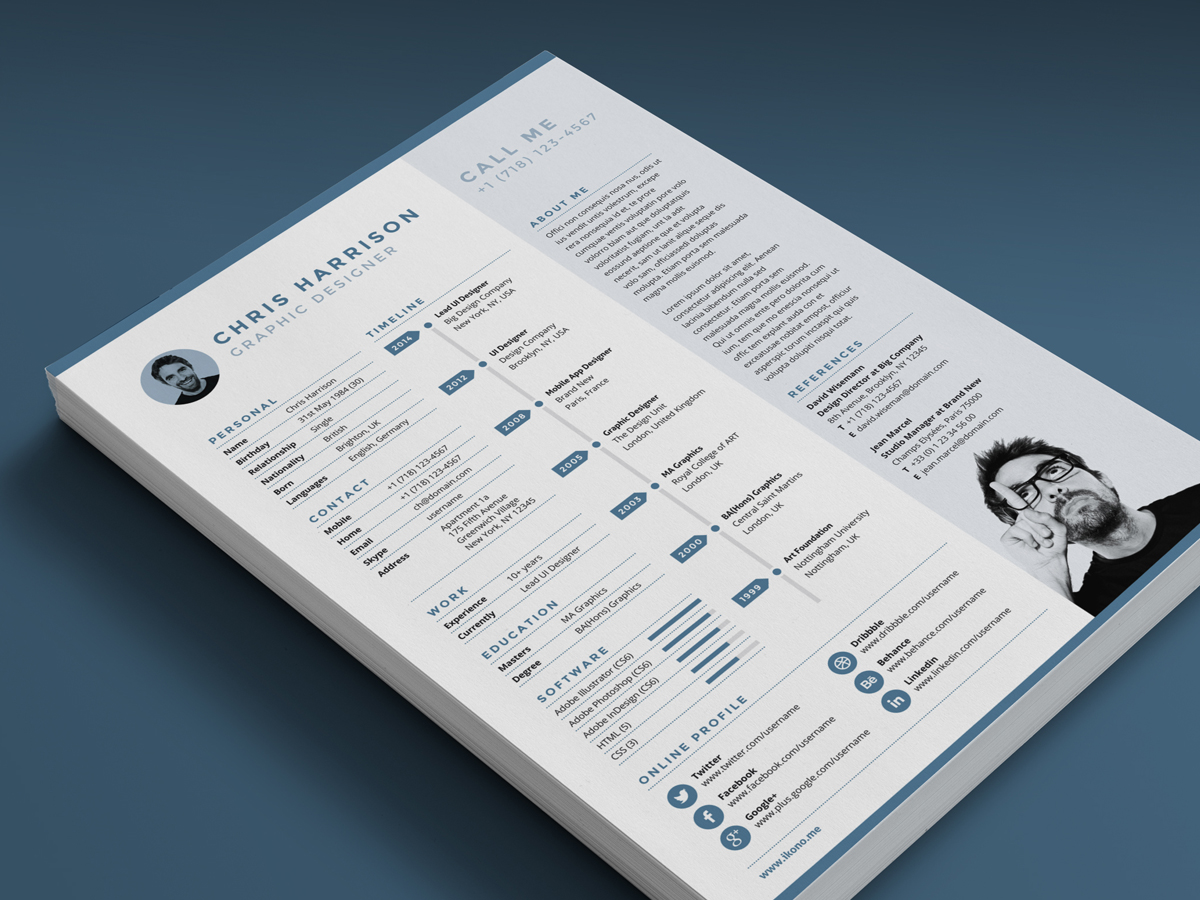 CHRIS HARRISON
GRAPHIC DESIGNER
PERSONAL
Name Chris Harrison
Birthday 31st May 1984 (30)
Relationship Single
Nationality British
Born Brighton, UK
Languages English, Germany
CONTACT
Mobile +1 (718) 123-4567
Home +1 (718) 123-4567
Email ch@domain.com
Skype username
Address Apartment 1a
175 Fifth Avenue
Greenwich Village
New York, NY 12345
WORK
Experience 10+ years
Currently Lead UI Designer
EDUCATION
Masters MA Graphics
Degree BA(Hons) Graphics
SOFTWARE
Adobe Illustrator (CS6)
Adobe Photoshop (CS6)
Adobe InDesign (CS6)
HTML (5)
CSS (3)
TIMELINE
2014
Lead UI Designer
Big Design Company
New York, NY, USA
2012
UI Designer
Design Company
Brooklyn, NY, USA
2008
Mobile App Designer
Brand New
Paris, France
2005
Graphic Designer
The Design Unit
London, United Kingdom
2003
MA Graphics
Royal College of ART
London, UK
2000
BA(Hons) Graphics
Central Saint Martins
London, UK
1999
Art Foundation
Nottingham University
Nottingham, UK
ONLINE PROFILE
Twitter
www.twitter.com/username
Facebook
www.facebook.com/username
Google+
www.plus.google.com/username
Dribbble
www.dribbble.com/username
Behance
www.behance.com/username
Linkedin
www.linkedin.com/username
www.ikono.me
CALL ME
+1 (718) 123-4567
ABOUT ME
Offici non consequis nosa nus, odis ut
ius vendit untis volestrum, excepe
rera nonsequia id et, te prore
cumquae ventis voluptatin pore volo
volorro blam aut que doluptatquis
voloritatist fugiam, unt la adit
eossund aeptione que et volupta
necerit, sam ut lanit alique seque dis
volo sam, officiassedi doluptas
molupta. Etiam porta sem malesuada
magna mollis euismod.
Lorem ipsum dolor sit amet,
consectetur adipiscing elit. Aenean
lacinia bibendum nulla sed
consectetur. Etiam porta sem
malesuada magna mollis euismod.
Qui ut omnis ente pero dolorita cum
ium, tem que mo enescia nonsequi ut
offic tem explant auda con et
exceatusae nobitat empost, officiur
asperspic torum inctassit qui quis
volupta dolupti nisqui totat.
REFERENCES
David Wisemann
Design Director at Big Company
8th Avenue, Brooklyn, NY 12345
T +1 (718) 123-4567
E david.wiseman@domain.com
Jean Marcel
Studio Manager at Brand New
Champs Elysées, Paris 75000
T +33 (0) 1 23 34 56 00
E jean.marcel@domain.com